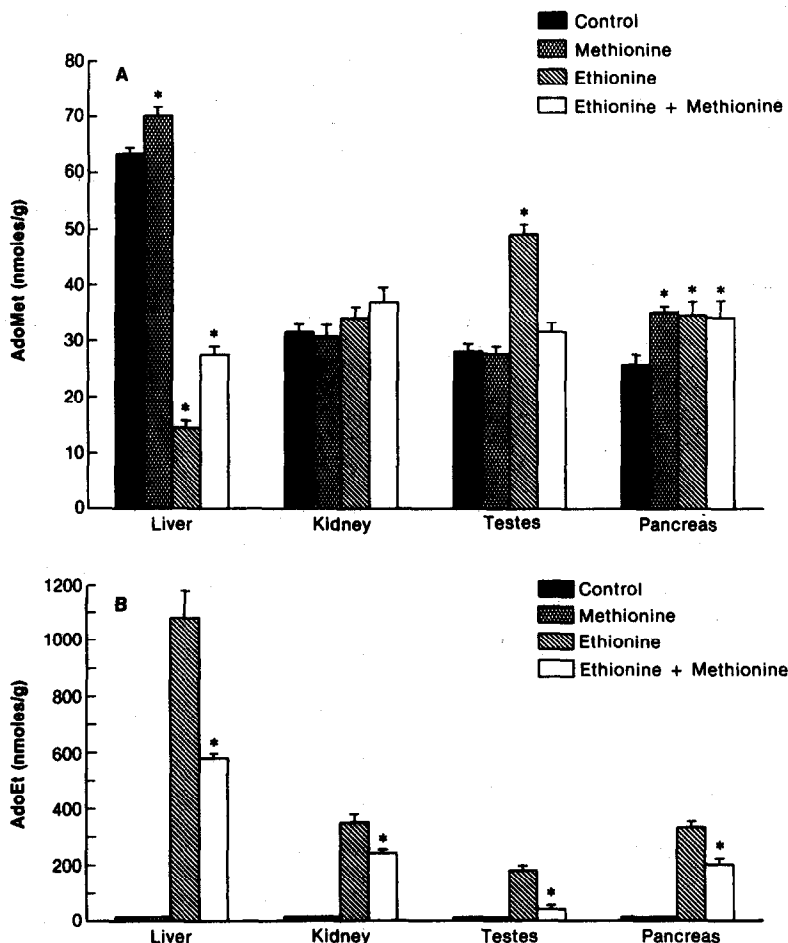 Control
Methionine
Ethionine
Ethionine + Methionine
A
AdoMet (nmoles/g)
80
70
60
50
40
30
20
10
0
*
*
*
*
*
*
*
Liver
Kidney
Testes
Pancreas
B
Control
Methionine
Ethionine
Ethionine + Methionine
AdoEt (nmoles/g)
1200
1000
800
600
400
200
0
*
*
*
*
Liver
Kidney
Testes
Pancreas